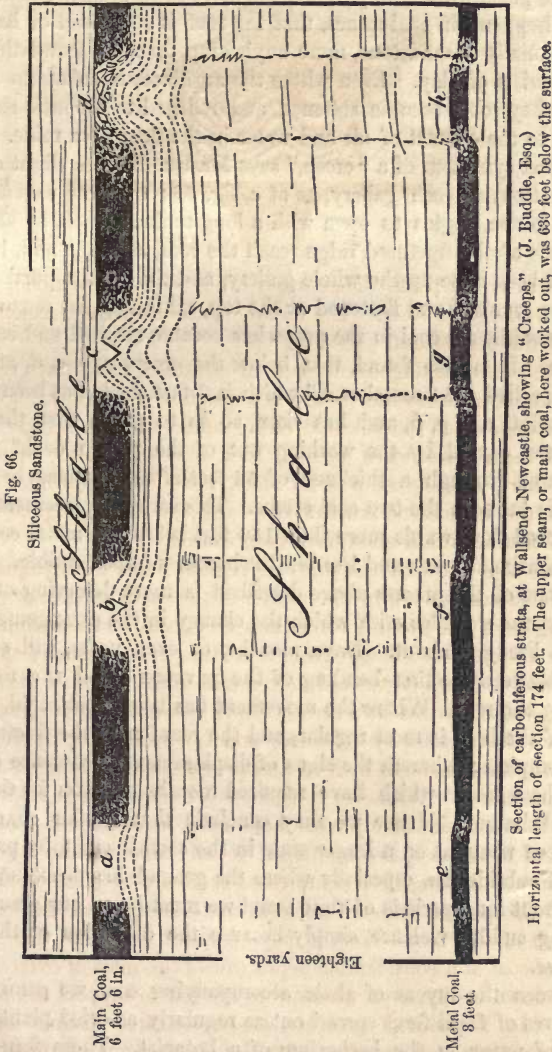 Fig. 66.
Siliceous Sandstone.
Main Coal,
6 feet 6 in.
Shale
a
b
c
d
Eighteen yards.
Shale
Metal Coal,
3 feet.
e
f
g
h
Section of carboniferous strata, at Wallsend, Newcastle, showing "Creeps." (J. Buddle, Esq.)
Horizontal length of section 174 feet. The upper seam, or main coal, here worked out, was 630 feet below the surface.